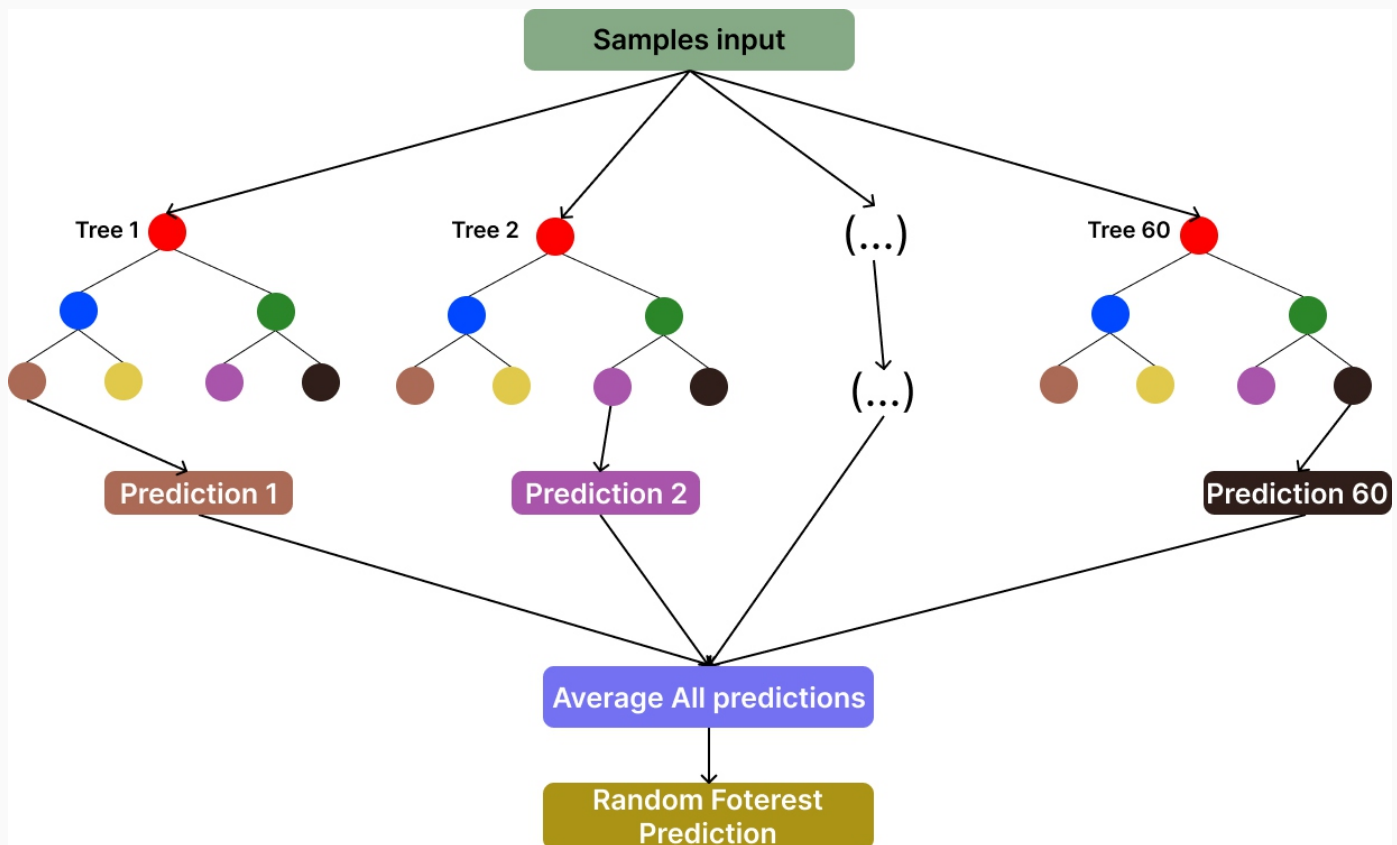 Samples input
Tree 1
Tree 2
(...)
Tree 60
(...)
Prediction 1
Prediction 2
Prediction 60
Average All predictions
Random Foterest
Prediction